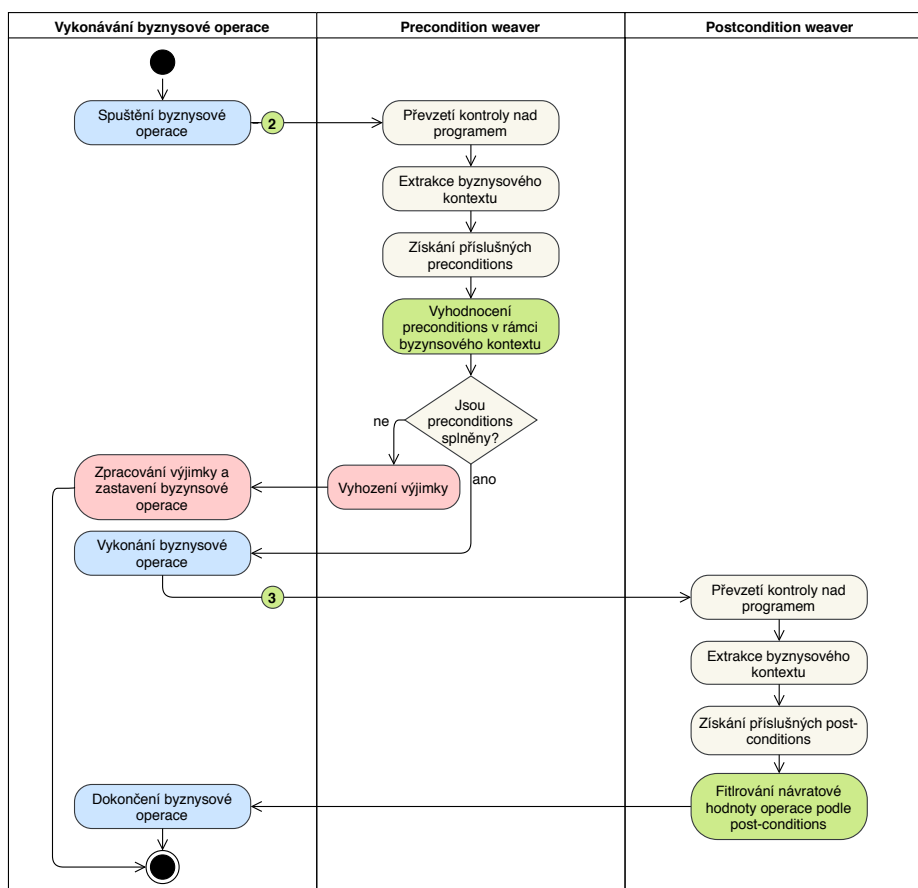 Vykonávání byznysové operace
Precondition weaver
Postcondition weaver
Spuštění byznysové
operace
2
Převzetí kontroly nad
programem
Extrakce byznysového
kontextu
Získání příslušných
preconditions
Vyhodnocení
preconditions v rámci
byzynsového kontextu
Jsou
preconditions
splněny?
ne
ano
Vyhození výjimky
Zpracování výjimky a
zastavení byzynsové
operace
Vykonání byznysové
operace
3
Převzetí kontroly nad
programem
Extrakce byznysového
kontextu
Získání příslušných post-
conditions
Fitlrování návratové
hodnoty operace podle
post-conditions
Dokončení byznysové
operace